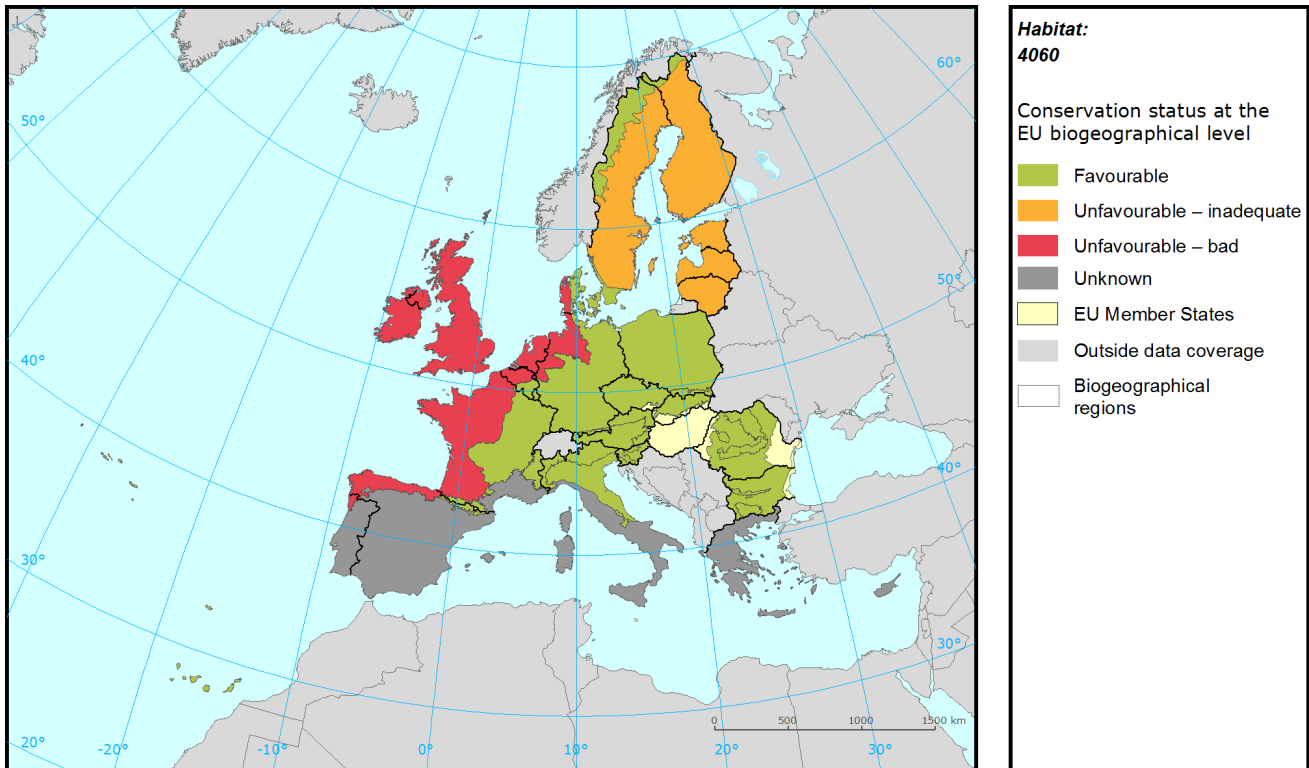 Habitat:
4060
Conservation status at the
EU biogeographical level
Favourable
Unfavourable – inadequate
Unfavourable – bad
Unknown
EU Member States
Outside data coverage
Biogeographical
regions
60°
50°
50°
40°
40°
30°
30°
0 500 1000 1500 km
20° -20° -10° 0° 10° 20° 30°